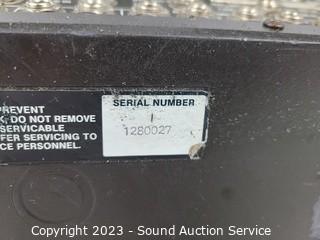 PREVENT
K, DO NOT REMOVE
SERVICABLE
FER SERVICING TO
CE PERSONNEL.
SERIAL NUMBER
1280027
Copyright 2023 - Sound Auction Service